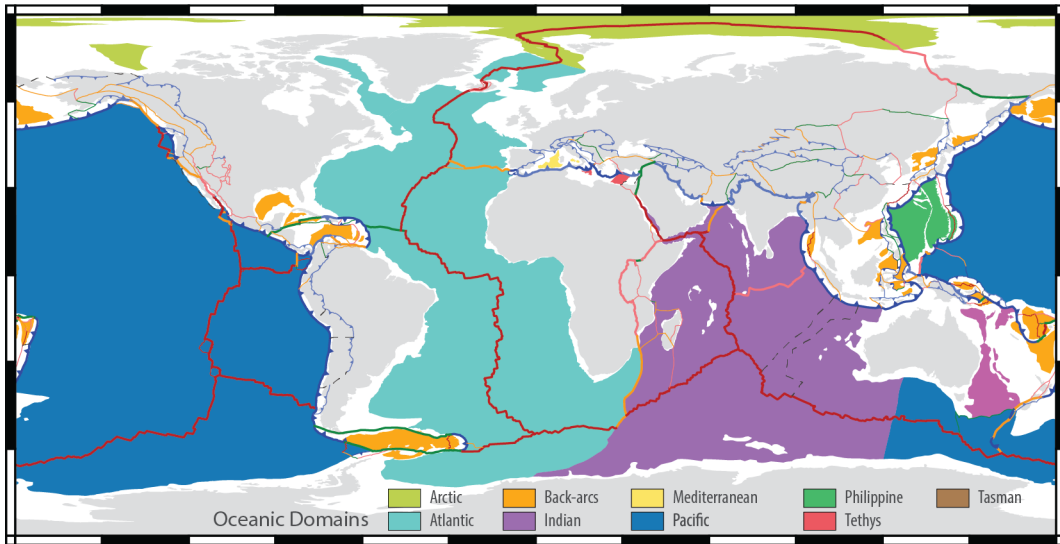 Arctic Back-arcs Mediterranean Philippine Tasman
Oceanic Domains Atlantic Indian Pacific Tethys